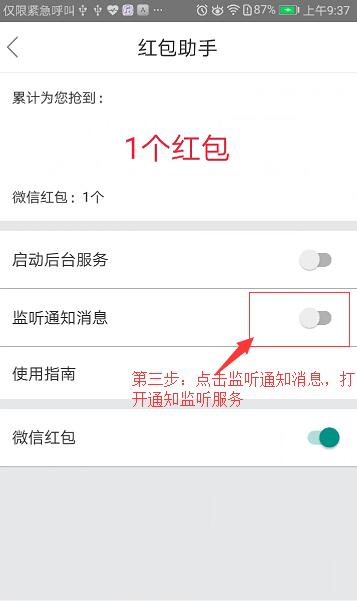 仅限紧急呼叫 ... 87% 上午9:37
红包助手
累计为您抢到：
1个红包
微信红包：1个
启动后台服务
监听通知消息
使用指南
第三步：点击监听通知消息，打
开通知监听服务
微信红包